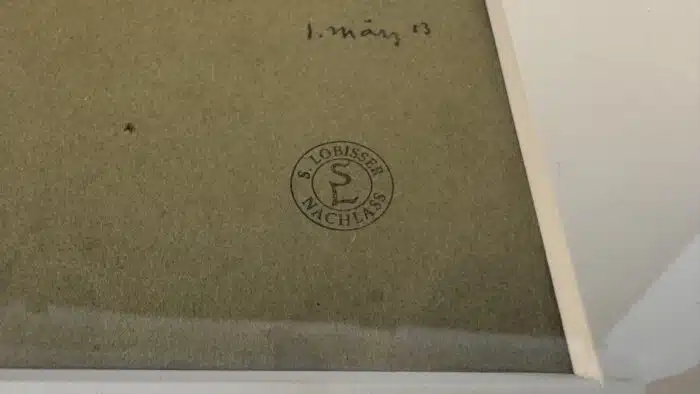 1. März 13
S. LOBISSER
SL
NACHLASS